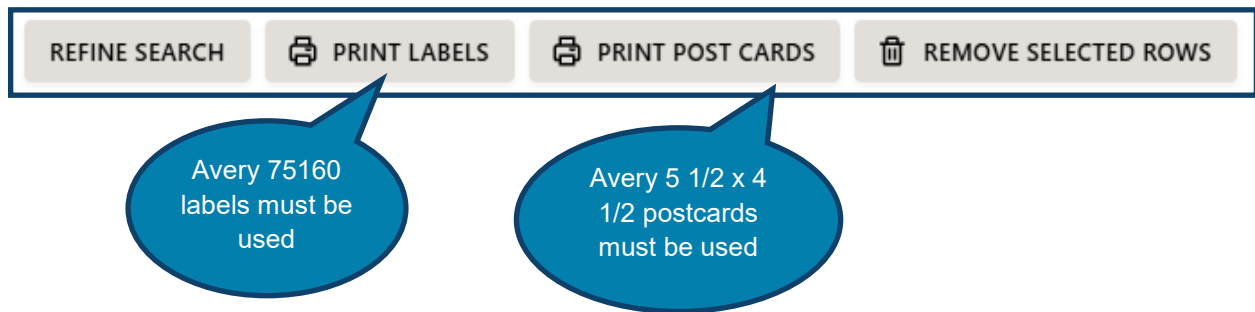 REFINE SEARCH
PRINT LABELS
PRINT POST CARDS
REMOVE SELECTED ROWS
Avery 75160
labels must be
used
Avery 5 1/2 x 4
1/2 postcards
must be used